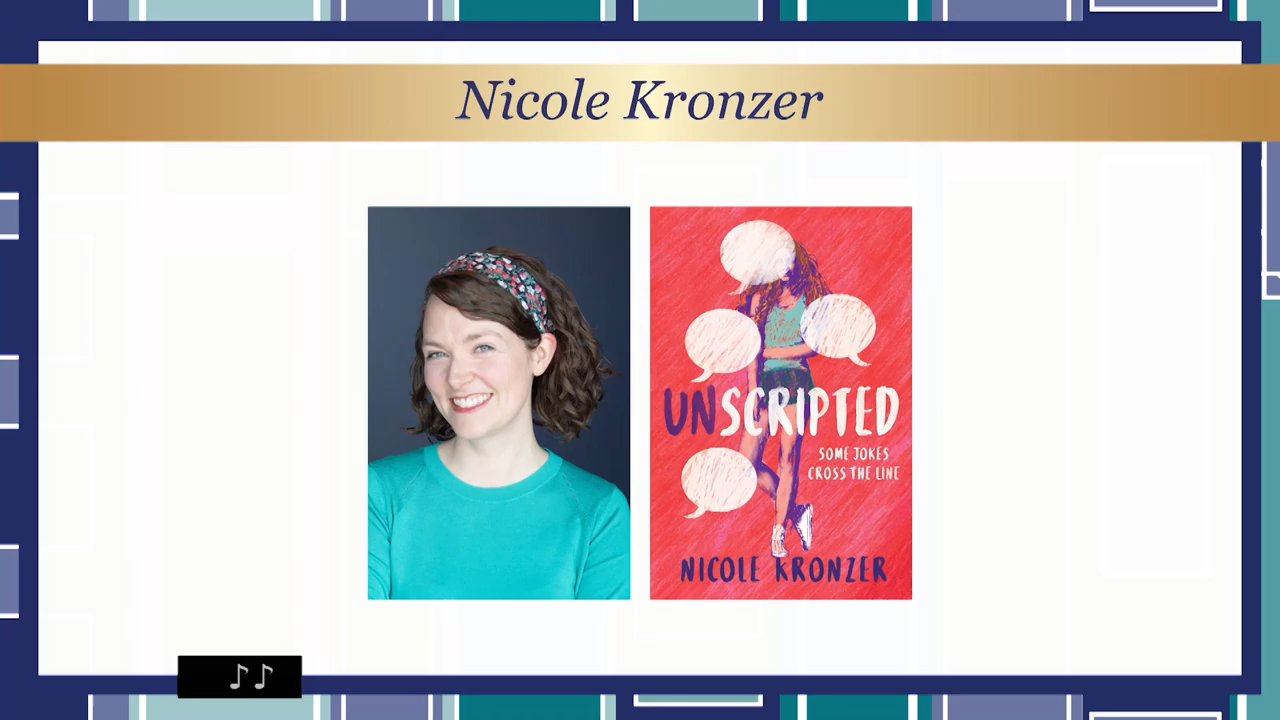 Nicole Kronzer
UNSCRIPTED
SOME JOKES
CROSS THE LINE
NICOLE KRONZER
♪♪